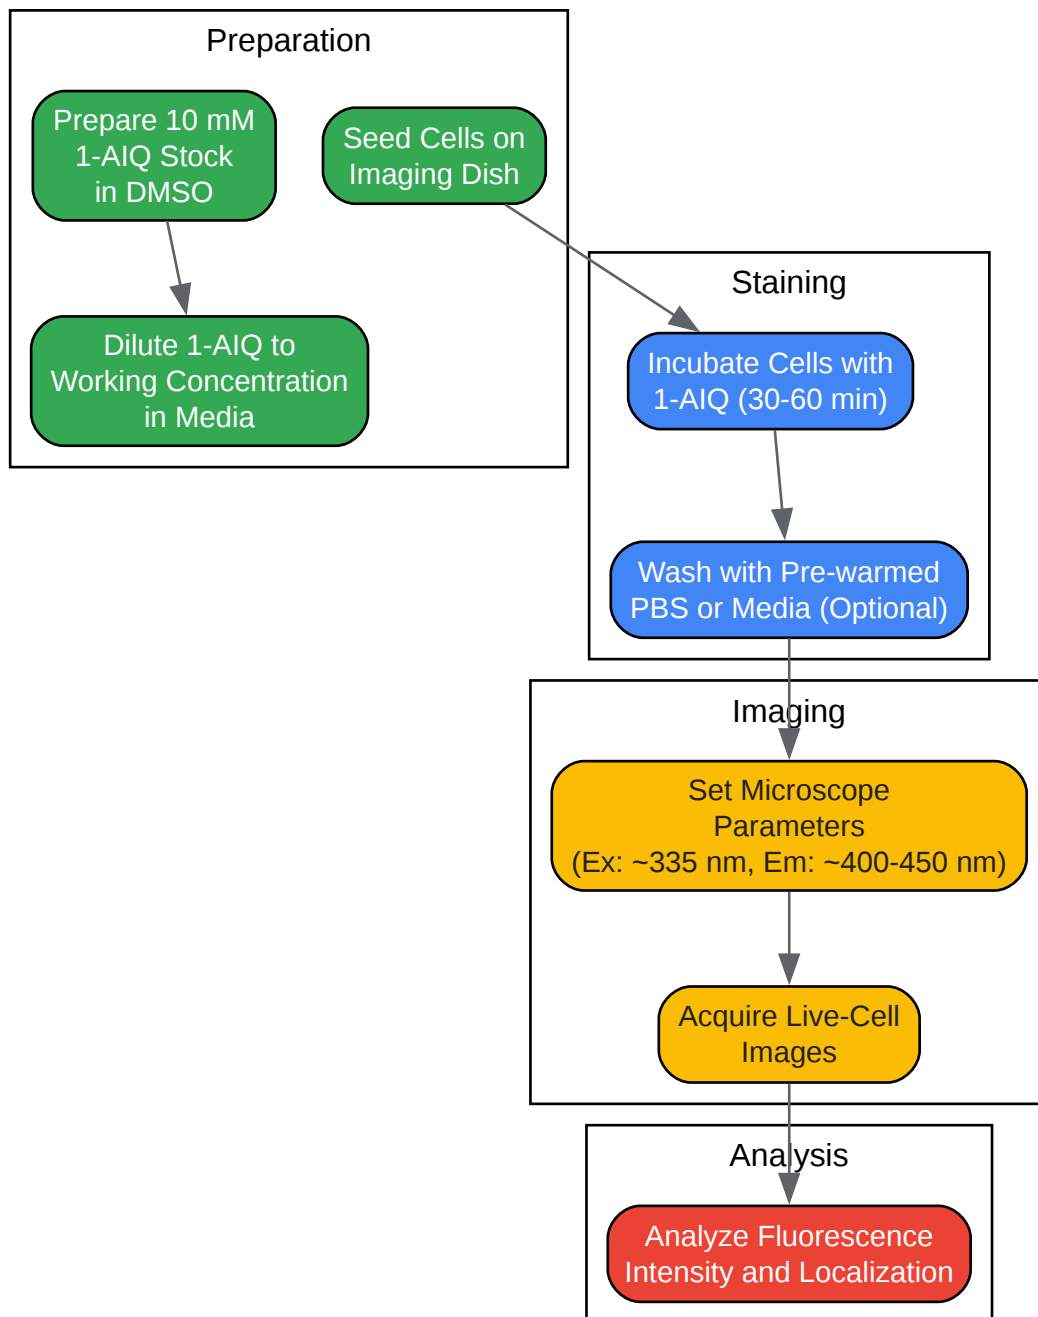 Preparation
Prepare 10 mM
1-AIQ Stock
in DMSO
Seed Cells on
Imaging Dish
Dilute 1-AIQ to
Working Concentration
in Media
Staining
Incubate Cells with
1-AIQ (30-60 min)
Wash with Pre-warmed
PBS or Media (Optional)
Imaging
Set Microscope
Parameters
(Ex: ~335 nm, Em: ~400-450 nm)
Acquire Live-Cell
Images
Analysis
Analyze Fluorescence
Intensity and Localization